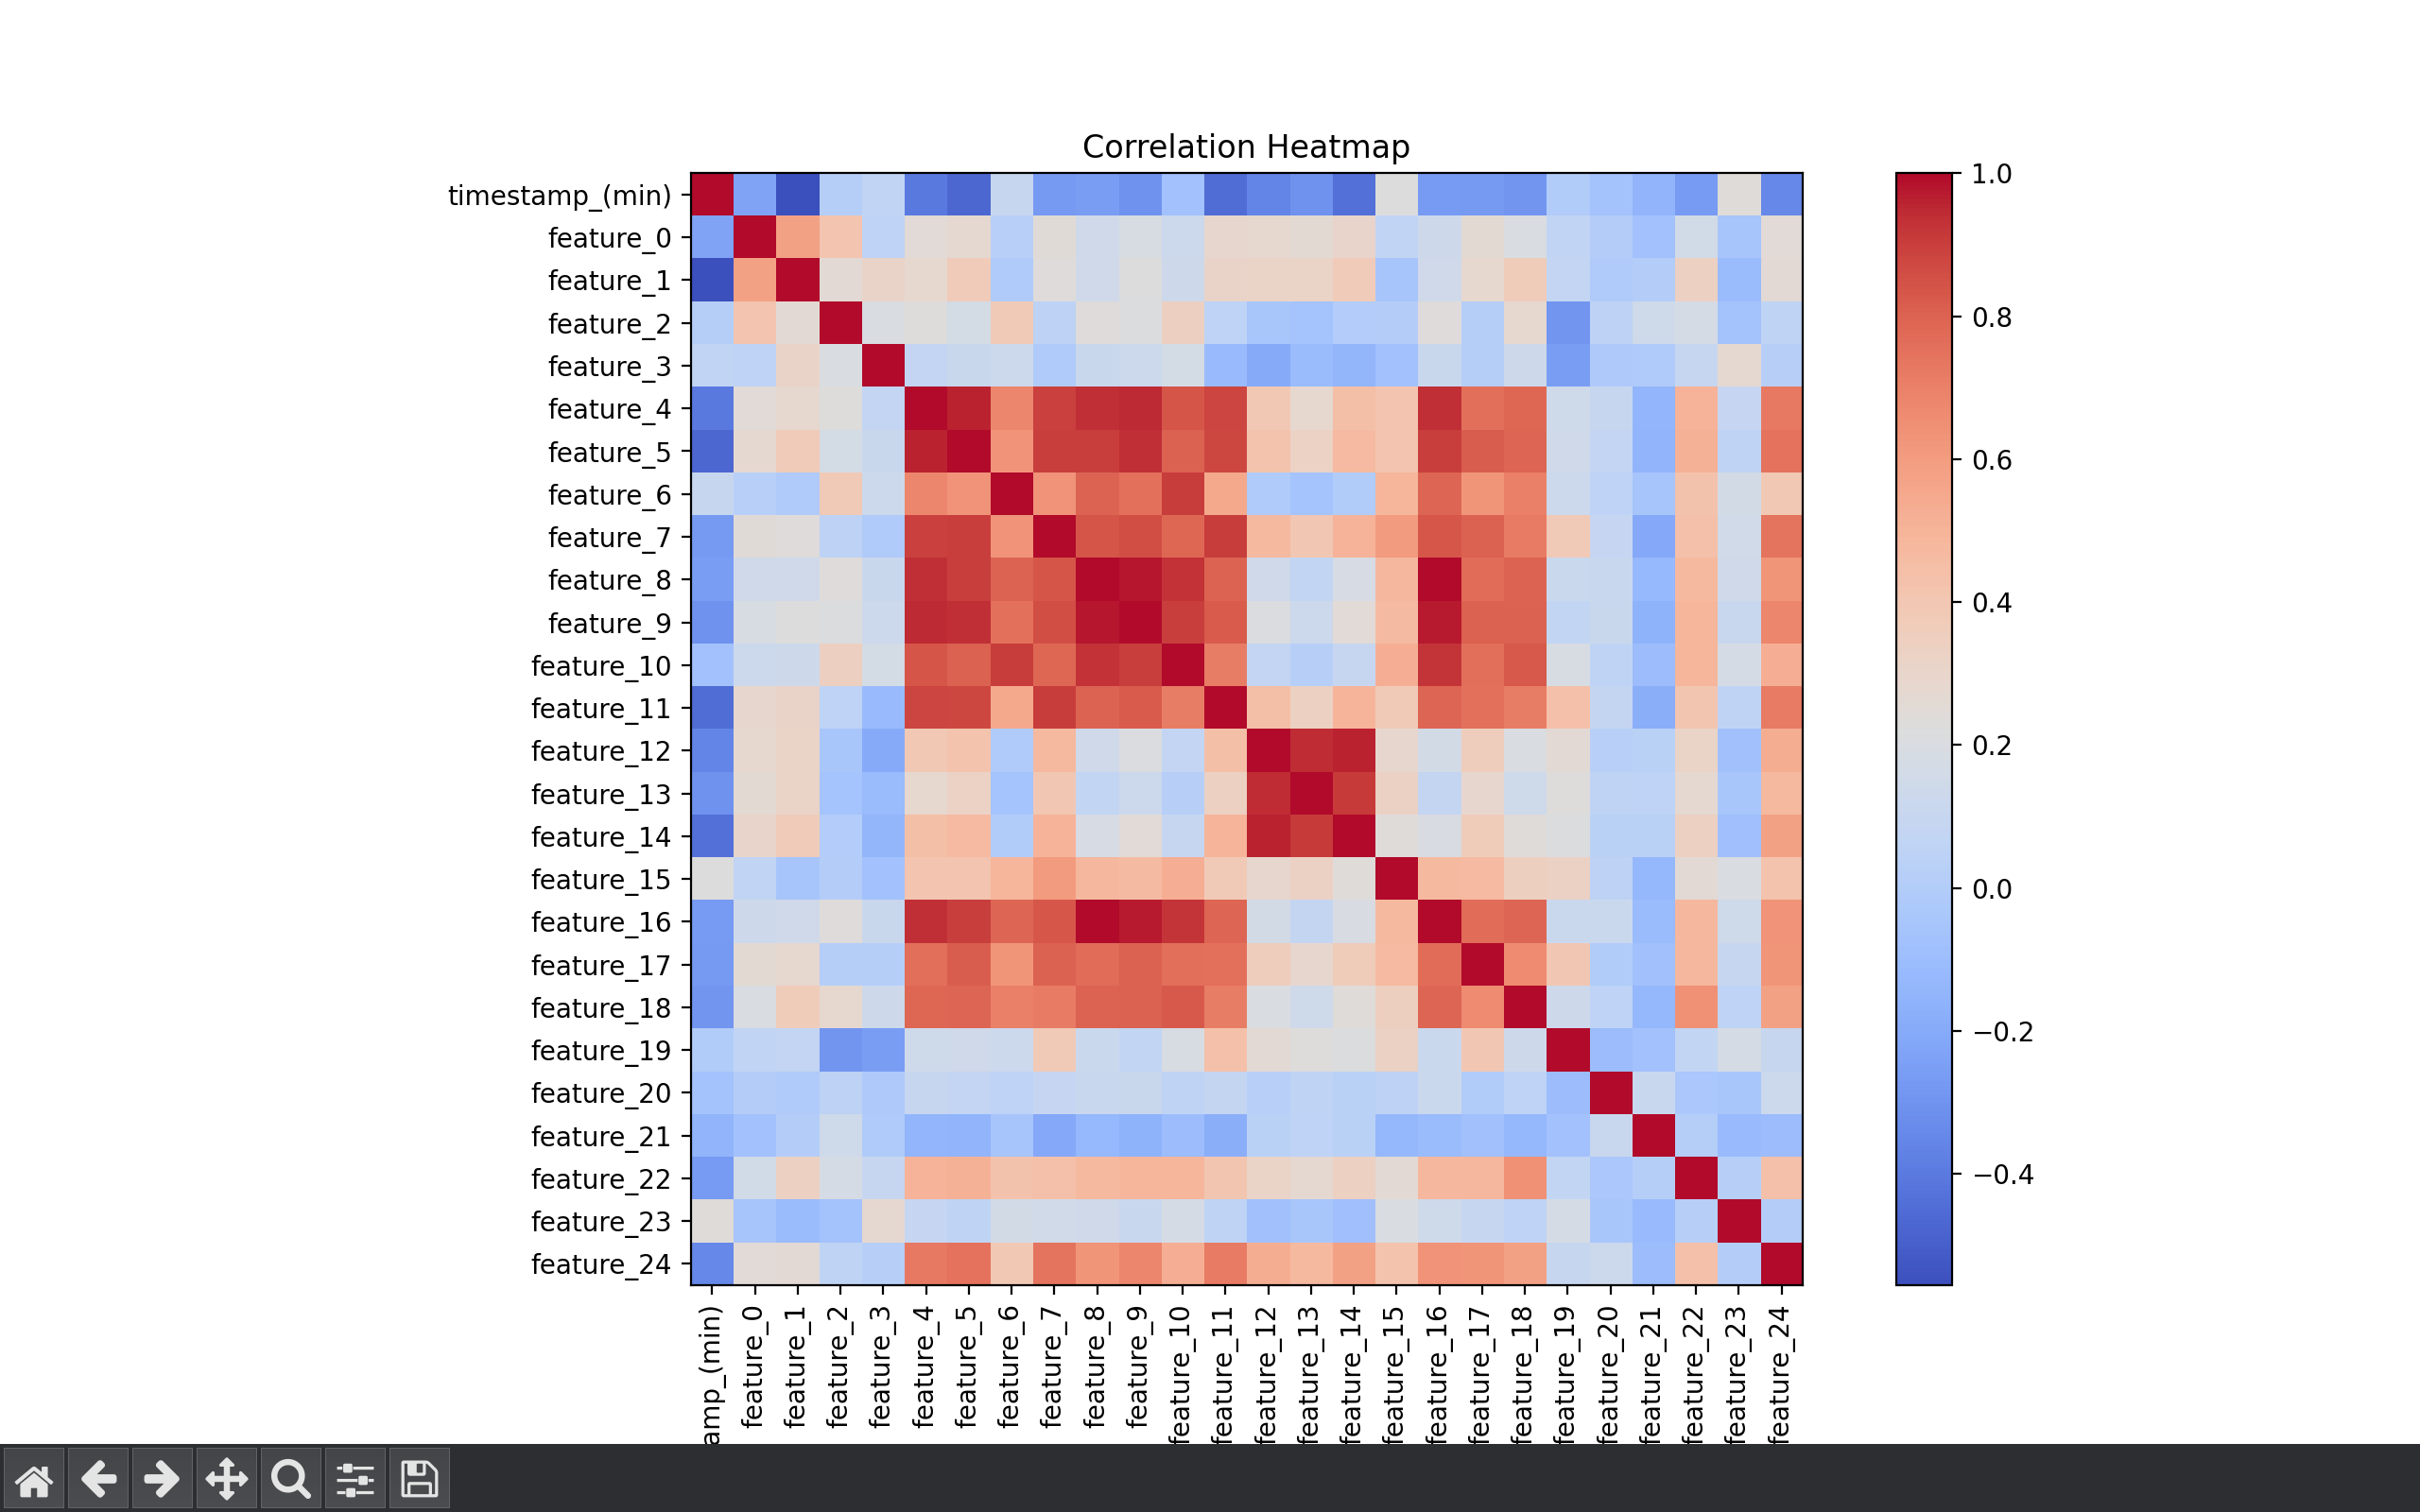 Correlation Heatmap
timestamp_(min)
feature_0
feature_1
feature_2
feature_3
feature_4
feature_5
feature_6
feature_7
feature_8
feature_9
feature_10
feature_11
feature_12
feature_13
feature_14
feature_15
feature_16
feature_17
feature_18
feature_19
feature_20
feature_21
feature_22
feature_23
feature_24
amp_(min)
feature_0
feature_1
feature_2
feature_3
feature_4
feature_5
feature_6
feature_7
feature_8
feature_9
feature_10
feature_11
feature_12
feature_13
feature_14
feature_15
feature_16
feature_17
feature_18
feature_19
feature_20
feature_21
feature_22
feature_23
feature_24
1.0
0.8
0.6
0.4
0.2
0.0
−0.2
−0.4